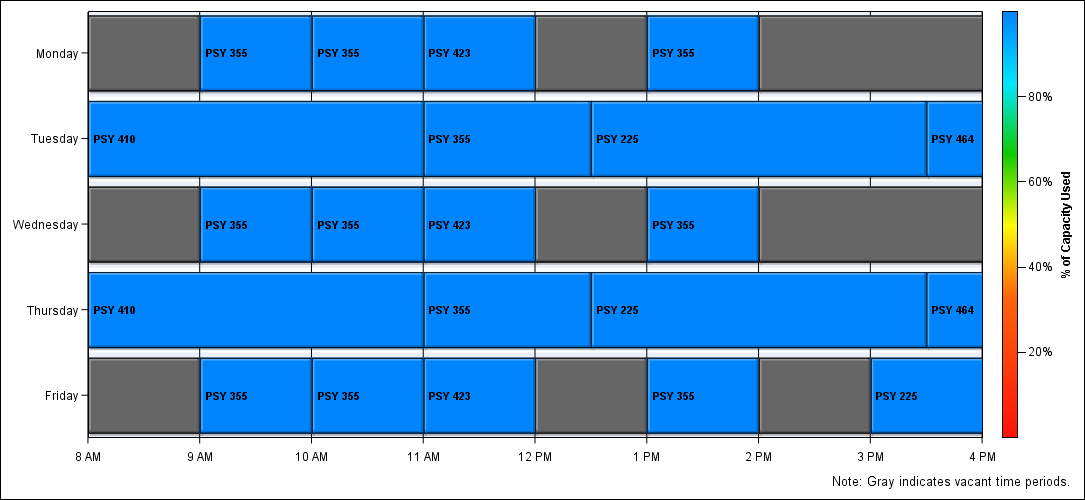 Monday
PSY 355
PSY 355
PSY 423
PSY 355
80%
Tuesday
PSY 410
PSY 355
PSY 225
PSY 464
60%
Wednesday
PSY 355
PSY 355
PSY 423
PSY 355
% of Capacity Used
40%
Thursday
PSY 410
PSY 355
PSY 225
PSY 464
20%
Friday
PSY 355
PSY 355
PSY 423
PSY 355
PSY 225
8 AM
9 AM
10 AM
11 AM
12 PM
1 PM
2 PM
3 PM
4 PM
Note: Gray indicates vacant time periods.